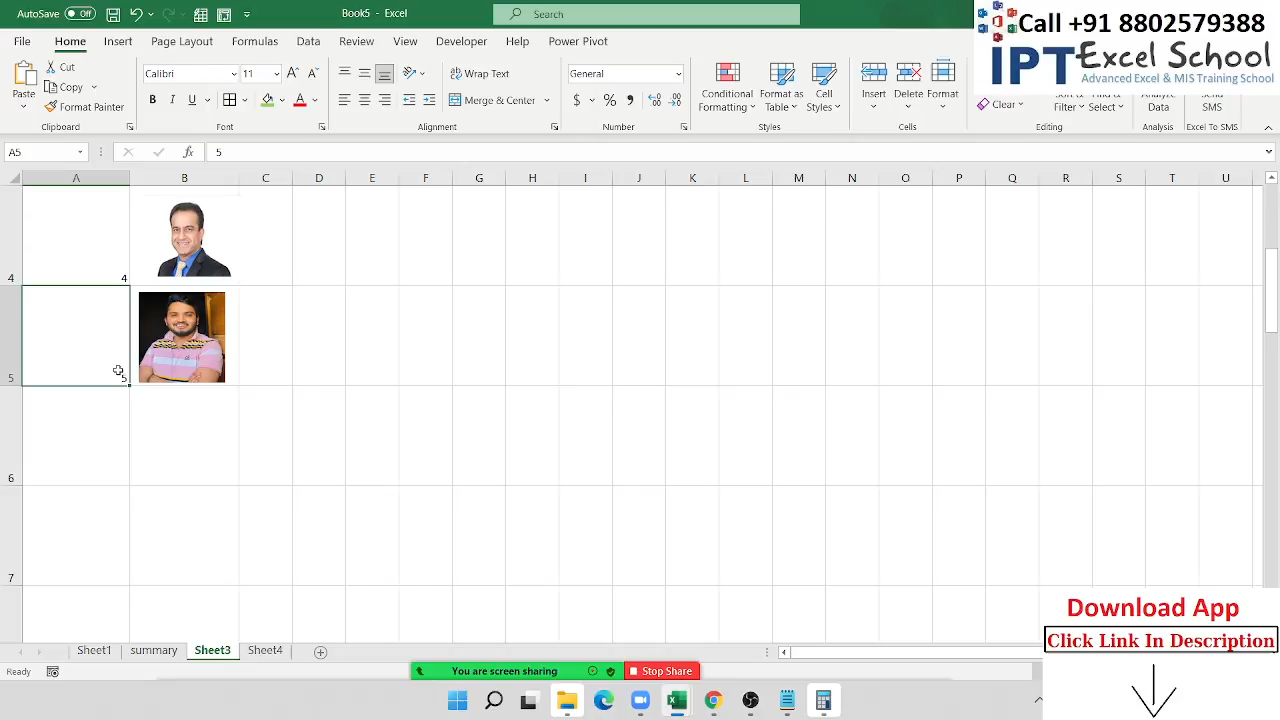 AutoSave Off Book5 - Excel Search Call +91 8802579388
IPT Excel School
Advanced Excel & MIS Training School
File Home Insert Page Layout Formulas Data Review View Developer Help Power Pivot
Paste Cut Copy Format Painter
Calibri 11 B I U A A A
Wrap Text Merge & Center
General $ % 9
Conditional Formatting Format as Table Cell Styles
Insert Delete Format
Clear Sort & Filter Find & Select Analyze Data Send SMS
Clipboard Font Alignment Number Styles Cells Editing Analysis Excel To SMS
A5 fx 5
A B C D E F G H I J K L M N O P Q R S T U
4 4
5 5
6
7
Download App
Click Link In Description
Sheet1 summary Sheet3 Sheet4
Ready You are screen sharing Stop Share